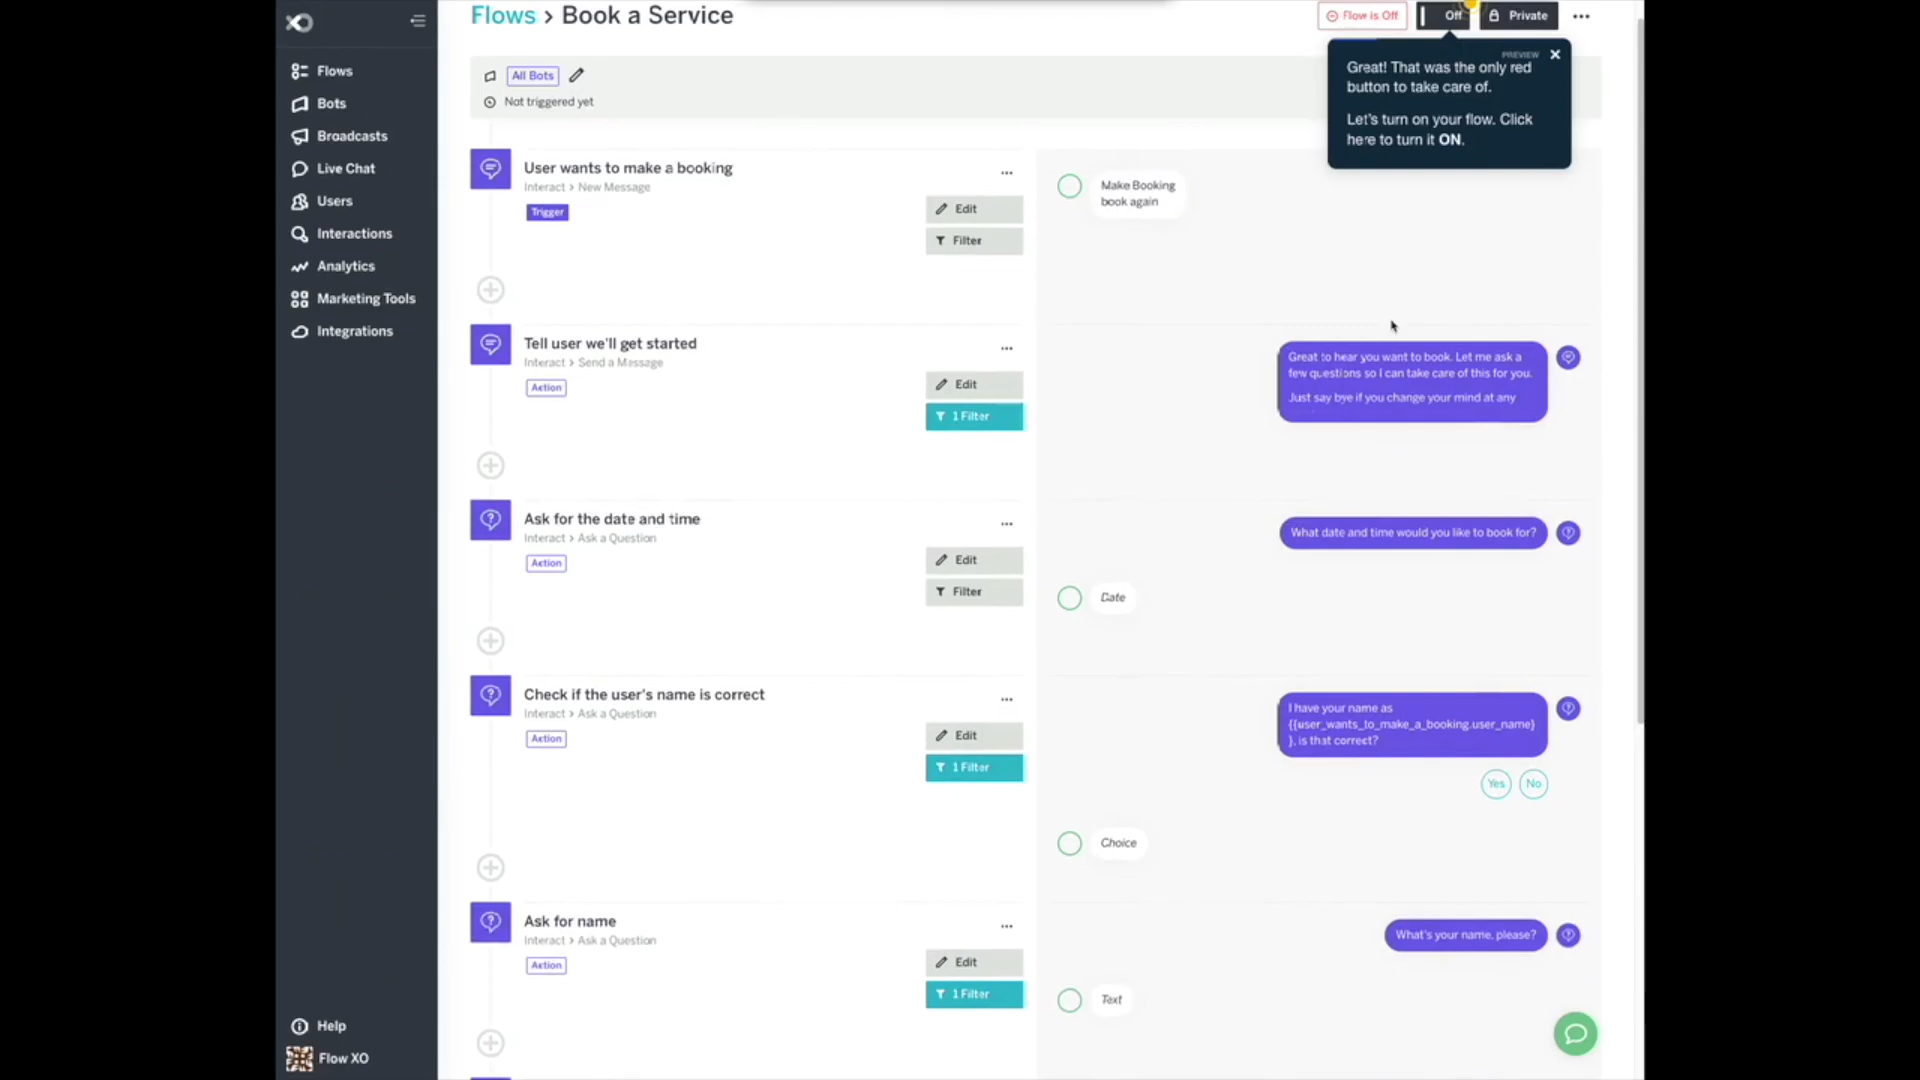 XO
Flows > Book a Service
Flow is Off
Off
Private
Flows
Bots
Broadcasts
Live Chat
Users
Interactions
Analytics
Marketing Tools
Integrations
Help
Flow XO
All Bots
Not triggered yet
PREVIEW
Great! That was the only red
button to take care of.
Let's turn on your flow. Click
here to turn it ON.
User wants to make a booking
Interact > New Message
Trigger
Edit
Filter
Make Booking
book again
Tell user we'll get started
Interact > Send a Message
Action
Edit
1 Filter
Great to hear you want to book. Let me ask a
few questions so I can take care of this for you.
Just say bye if you change your mind at any
Ask for the date and time
Interact > Ask a Question
Action
Edit
Filter
What date and time would you like to book for?
Date
Check if the user's name is correct
Interact > Ask a Question
Action
Edit
1 Filter
I have your name as
{{user_wants_to_make_a_booking.user_name}
}, is that correct?
Yes
No
Choice
Ask for name
Interact > Ask a Question
Action
Edit
1 Filter
What's your name, please?
Text